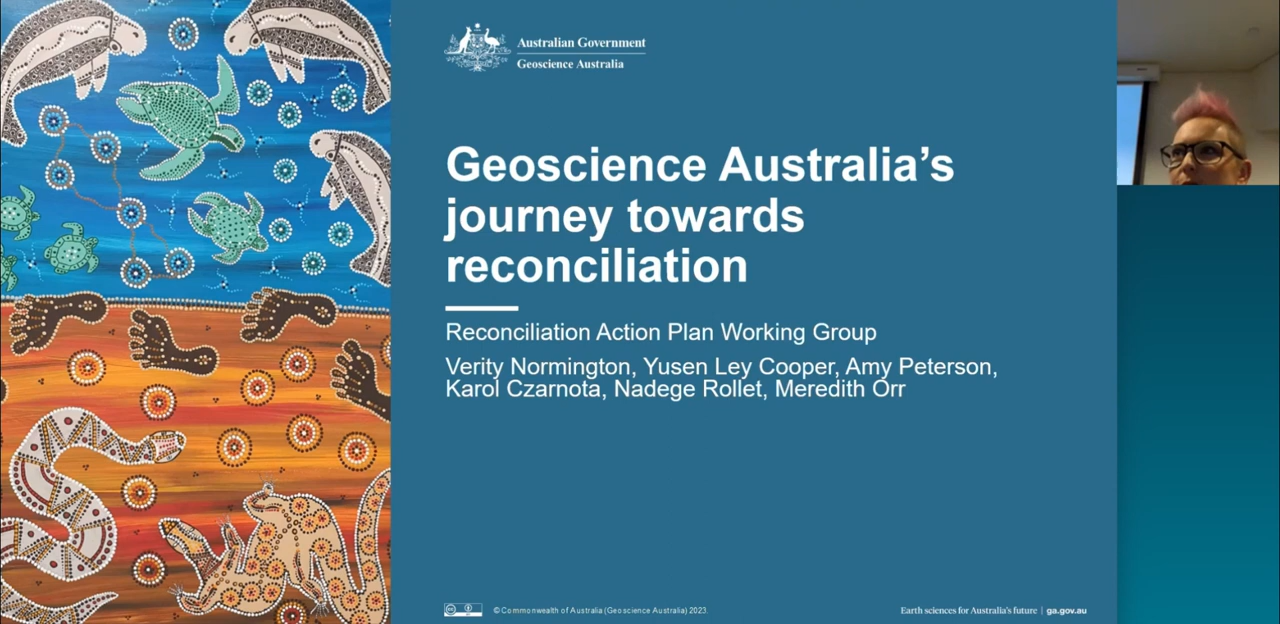 Australian Government
Geoscience Australia
Geoscience Australia’s
journey towards
reconciliation
Reconciliation Action Plan Working Group
Verity Normington, Yusen Ley Cooper, Amy Peterson,
Karol Czarnota, Nadege Rollet, Meredith Orr
© Commonwealth of Australia (Geoscience Australia) 2023.
Earth sciences for Australia’s future | ga.gov.au